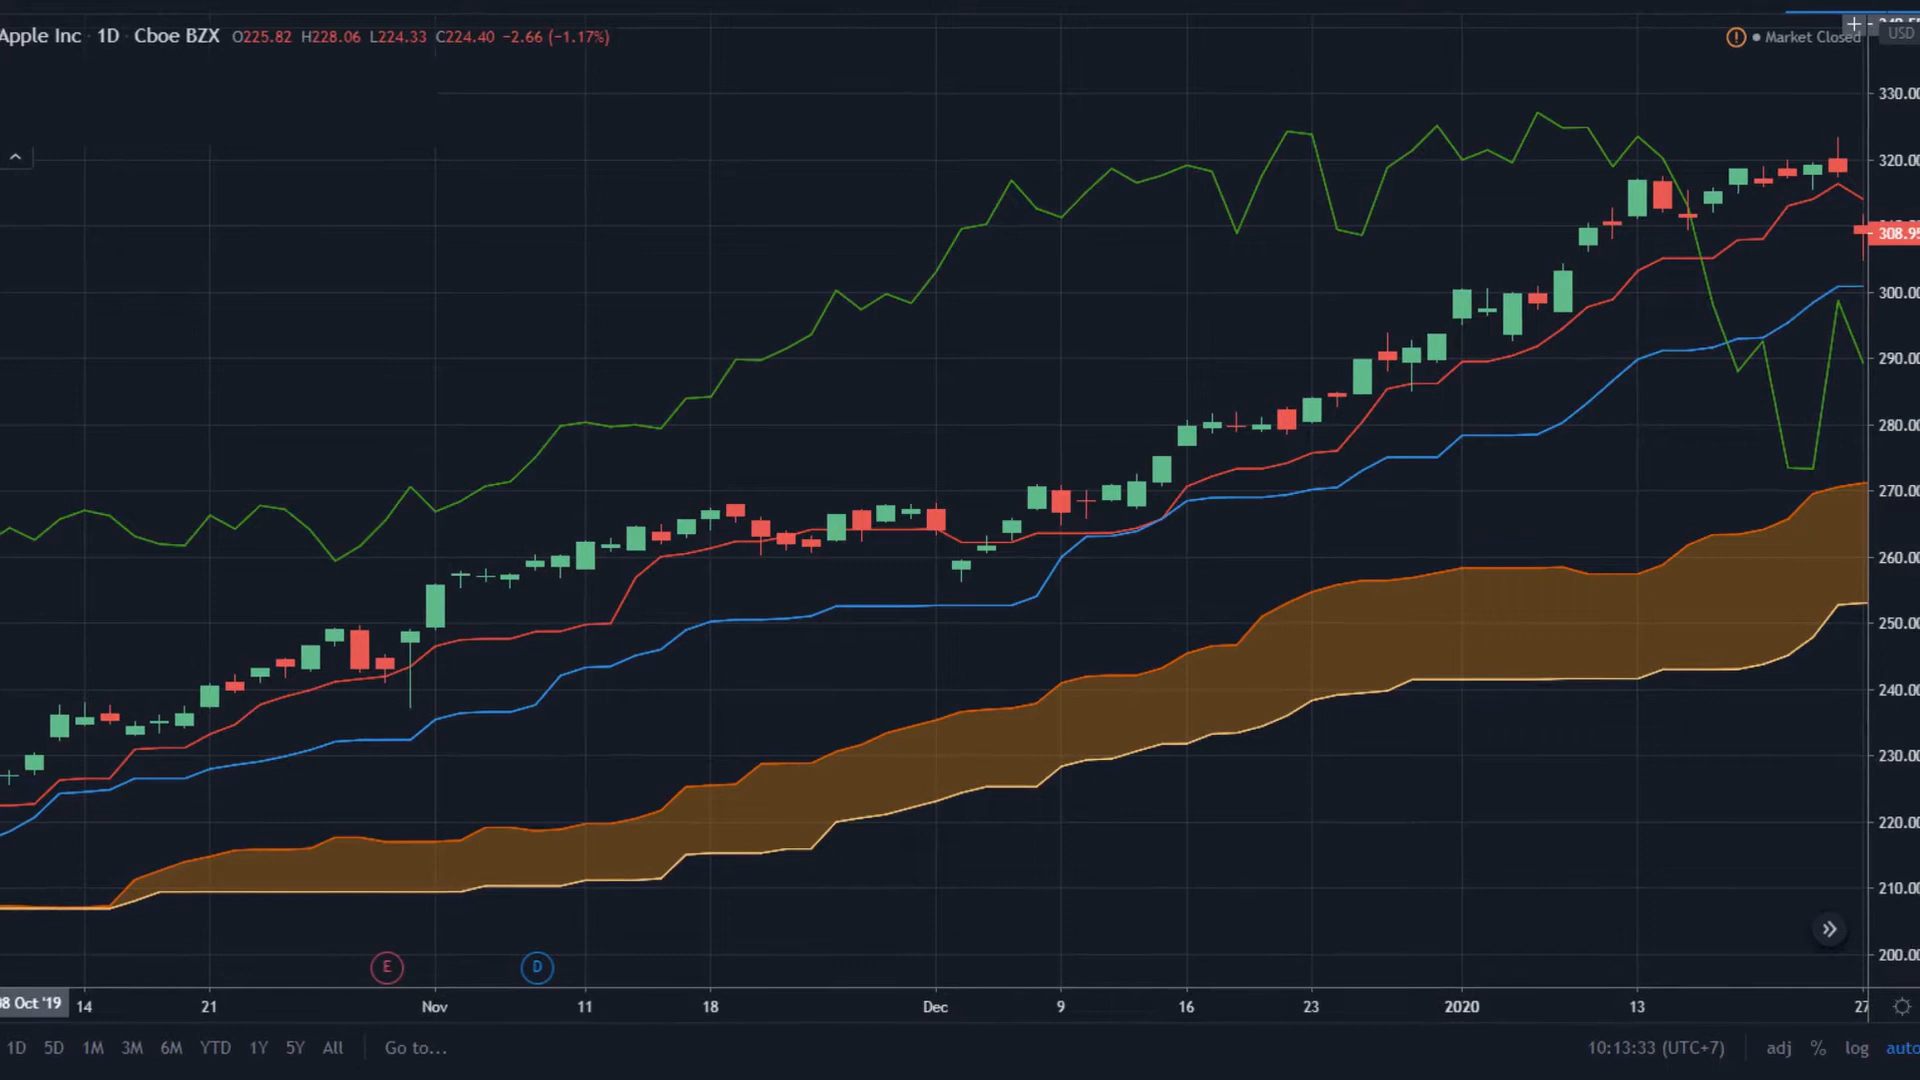 Apple Inc · 1D · Cboe BZX O225.82 H228.06 L224.33 C224.40 −2.66 (−1.17%)
Market Closed
USD
330.00
320.00
308.95
300.00
290.00
280.00
270.00
260.00
250.00
240.00
230.00
220.00
210.00
200.00
E
D
08 Oct '19 14 21 Nov 11 18 Dec 9 16 23 2020 13 27
1D 5D 1M 3M 6M YTD 1Y 5Y All Go to... 10:13:33 (UTC+7) adj % log auto